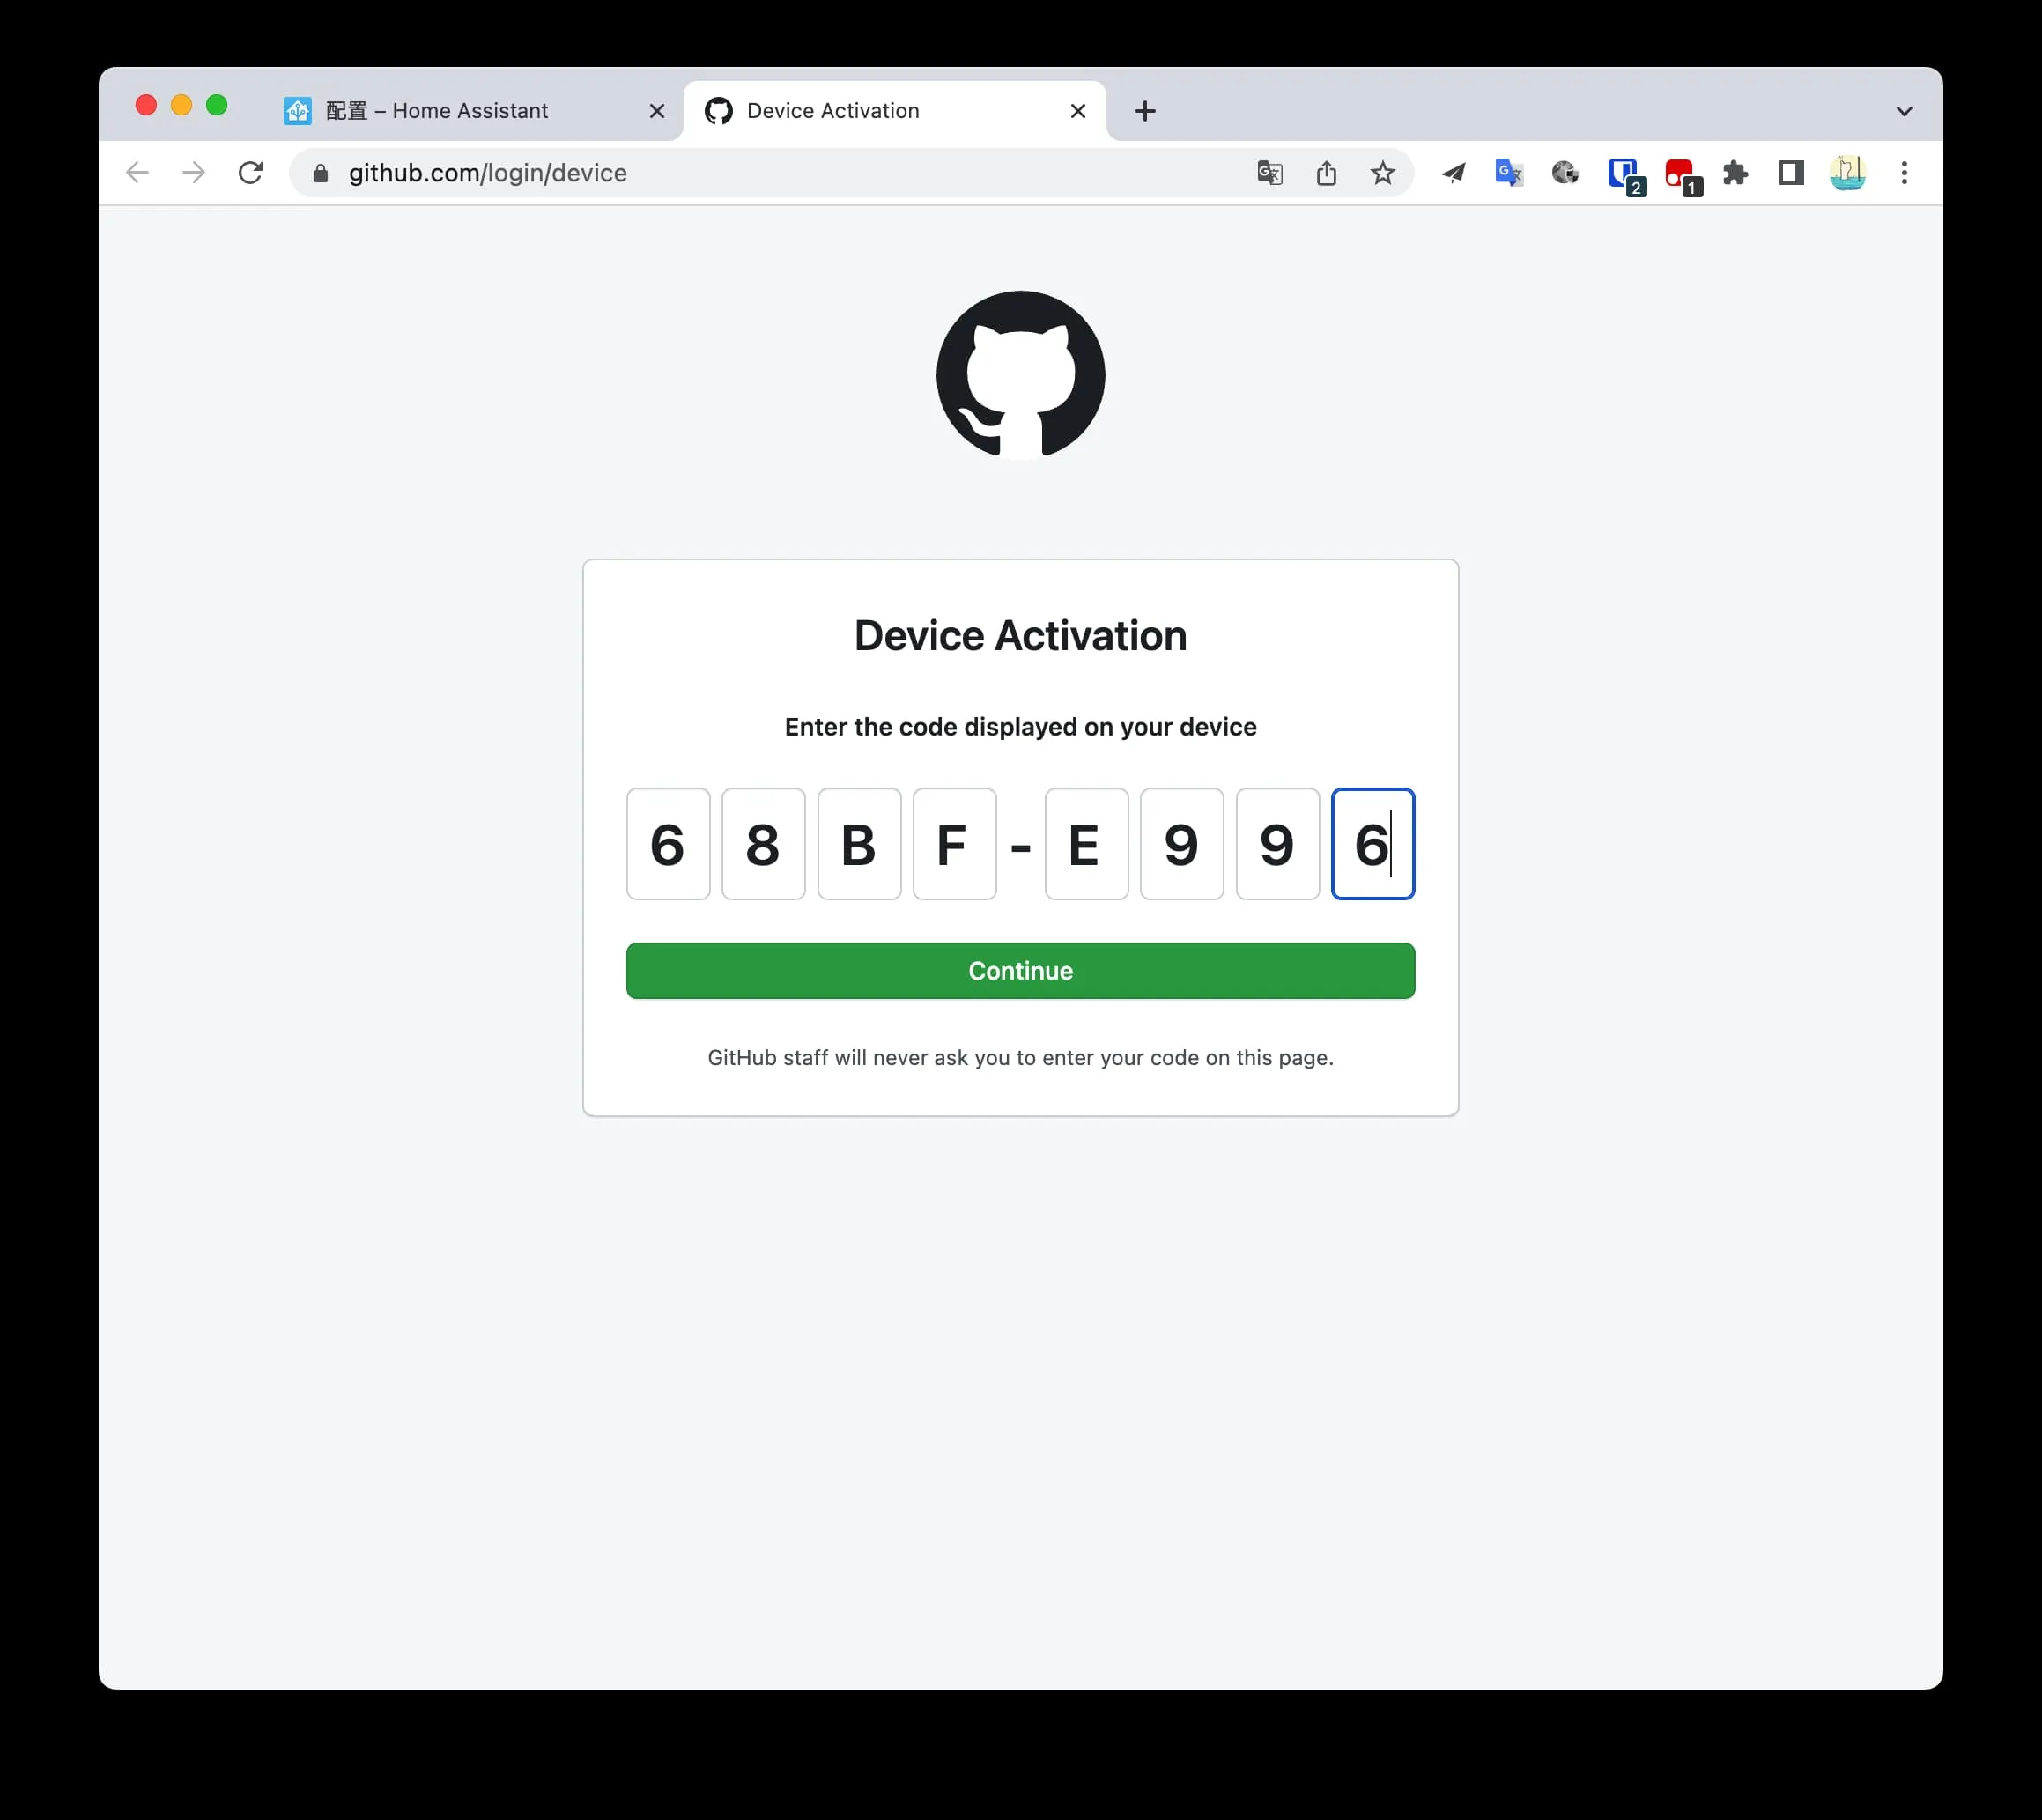 配置 – Home Assistant
Device Activation
github.com/login/device
2
1
Device Activation
Enter the code displayed on your device
6 8 B F - E 9 9 6
Continue
GitHub staff will never ask you to enter your code on this page.